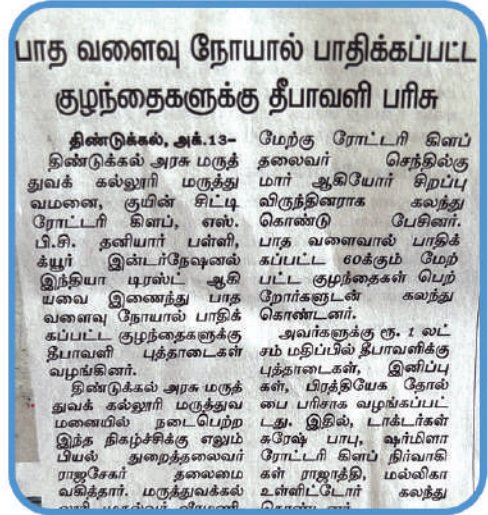 பாத வளைவு நோயால் பாதிக்கப்பட்ட
குழந்தைகளுக்கு தீபாவளி பரிசு
திண்டுக்கல், அக்.13-
திண்டுக்கல் அரசு மருத்
துவக் கல்லூரி மருத்து
வமனை, குயின் சிட்டி
ரோட்டரி கிளப், எஸ்.
பி.சி. தனியார் பள்ளி,
க்யூர் இன்டர்நேஷனல்
இந்தியா டிரஸ்ட் ஆகி
யவை இணைந்து பாத
வளைவு நோயால் பாதிக்
கப்பட்ட குழந்தைகளுக்கு
தீபாவளி புத்தாடைகள்
வழங்கினர்.
திண்டுக்கல் அரசு மருத்
துவக் கல்லூரி மருத்துவ
மனையில் நடைபெற்ற
இந்த நிகழ்ச்சிக்கு எலும்
பியல் துறைத்தலைவர்
ராஜசேகர் தலைமை
வகித்தார். மருத்துவக்கல்
மேற்கு ரோட்டரி கிளப்
தலைவர் செந்தில்கு
மார் ஆகியோர் சிறப்பு
விருந்தினராக கலந்து
கொண்டு பேசினர்.
பாத வளைவால் பாதிக்
கப்பட்ட 60க்கும் மேற்
பட்ட குழந்தைகள் பெற்
றோர்களுடன் கலந்து
கொண்டனர்.
அவர்களுக்கு ரூ. 1 லட்
சம் மதிப்பில் தீபாவளிக்கு
புத்தாடைகள், இனிப்பு
கள், பிரத்தியேக தோல்
பை பரிசாக வழங்கப்பட்
டது. இதில், டாக்டர்கள்
சுரேஷ் பாபு, ஷர்மிளா
ரோட்டரி கிளப் நிர்வாகி
கள் ராஜாத்தி, மல்லிகா
உள்ளிட்டோர் கலந்து